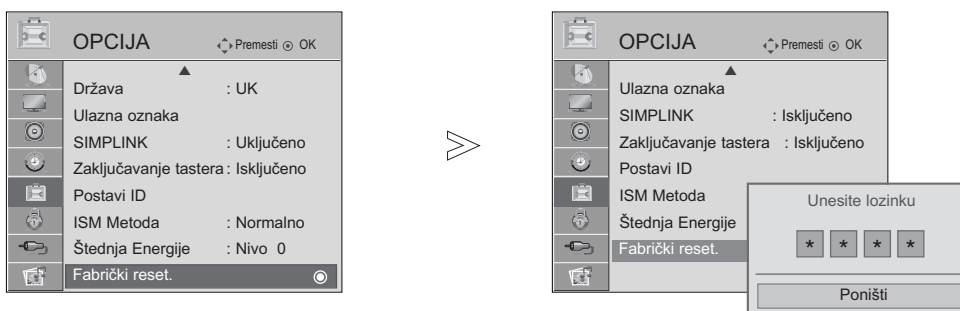 OPCIJA Premesti OK
Država : UK
Ulazna oznaka
SIMPLINK : Uključeno
Zaključavanje tastera : Isključeno
Postavi ID
ISM Metoda : Normalno
Štednja Energije : Nivo 0
Fabrički reset.
OPCIJA Premesti OK
Ulazna oznaka
SIMPLINK : Isključeno
Zaključavanje tastera : Isključeno
Postavi ID
ISM Metoda
Štednja Energije
Fabrički reset.
Unesite lozinku
* * * *
Poništi